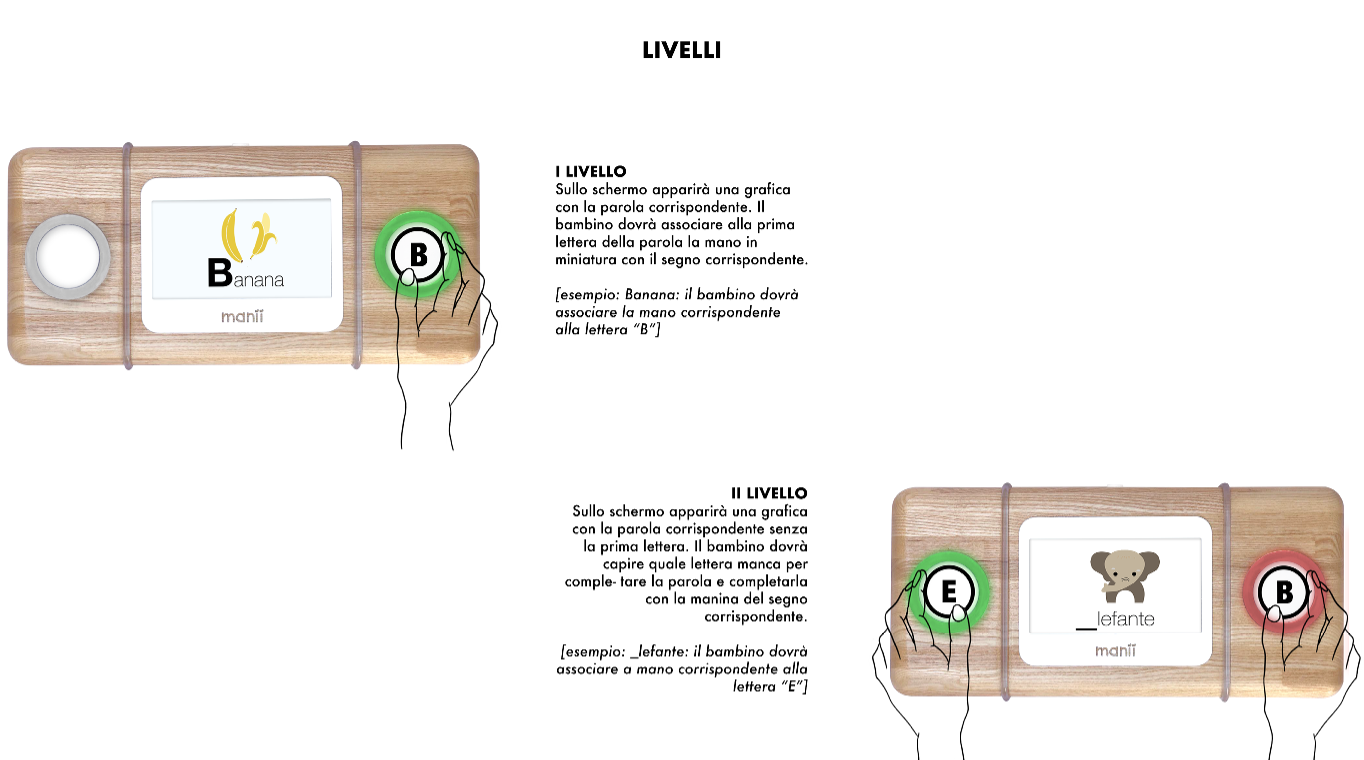 LIVELLI
Banana
B
manii
I LIVELLO
Sullo schermo apparirà una grafica
con la parola corrispondente. Il
bambino dovrà associare alla prima
lettera della parola la mano in
miniatura con il segno corrispondente.
[esempio: Banana: il bambino dovrà
associare la mano corrispondente
alla lettera “B”]
II LIVELLO
Sullo schermo apparirà una grafica
con la parola corrispondente senza
la prima lettera. Il bambino dovrà
capire quale lettera manca per
comple- tare la parola e completarla
con la manina del segno
corrispondente.
[esempio: _lefante: il bambino dovrà
associare a mano corrispondente alla
lettera “E”]
E
_lefante
B
manii